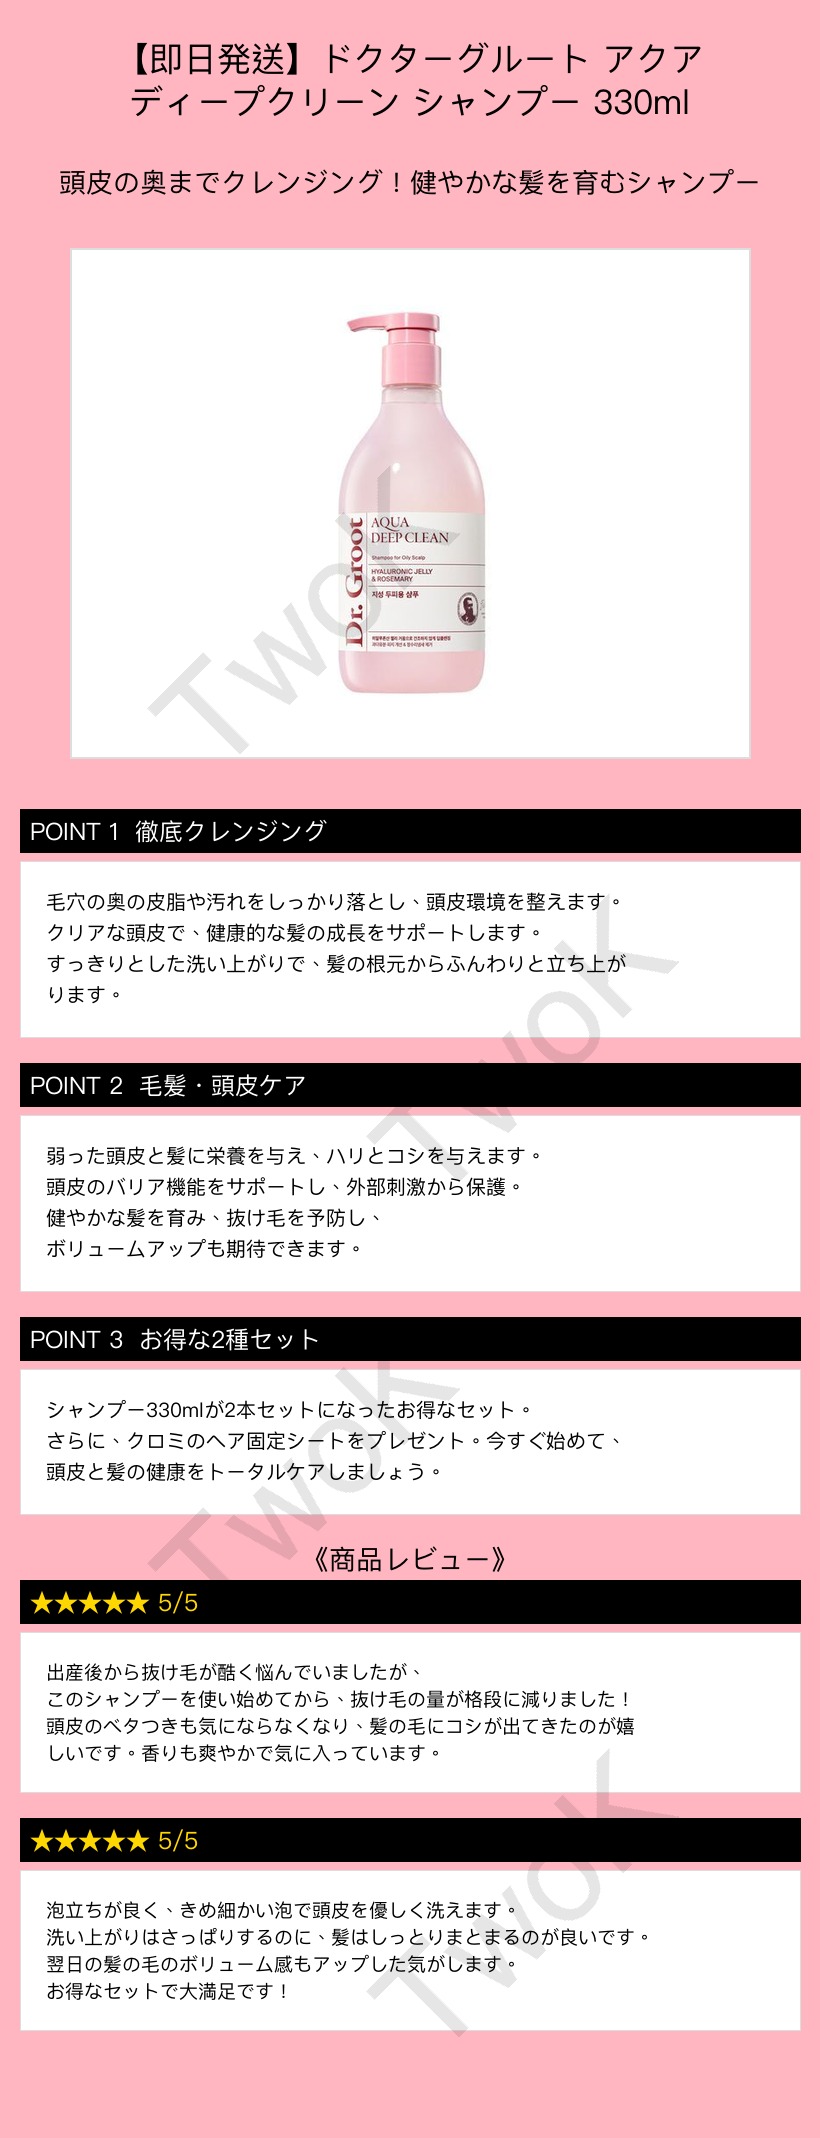 【即日発送】ドクターグルート アクア
ディープクリーン シャンプー 330ml
頭皮の奥までクレンジング！健やかな髪を育むシャンプー
Dr. Groot
AQUA
DEEP CLEAN
Shampoo for Oily Scalp
HYALURONIC JELLY
& ROSEMARY
지성 두피용 샴푸
TwoK
POINT 1 徹底クレンジング
毛穴の奥の皮脂や汚れをしっかり落とし、頭皮環境を整えます。
クリアな頭皮で、健康的な髪の成長をサポートします。
すっきりとした洗い上がりで、髪の根元からふんわりと立ち上が
ります。
TwoK
POINT 2 毛髪・頭皮ケア
弱った頭皮と髪に栄養を与え、ハリとコシを与えます。
頭皮のバリア機能をサポートし、外部刺激から保護。
健やかな髪を育み、抜け毛を予防し、
ボリュームアップも期待できます。
POINT 3 お得な2種セット
シャンプー330mlが2本セットになったお得なセット。
さらに、クロミのヘア固定シートをプレゼント。今すぐ始めて、
頭皮と髪の健康をトータルケアしましょう。
TwoK
《商品レビュー》
★★★★★ 5/5
出産後から抜け毛が酷く悩んでいましたが、
このシャンプーを使い始めてから、抜け毛の量が格段に減りました！
頭皮のベタつきも気にならなくなり、髪の毛にコシが出てきたのが嬉
しいです。香りも爽やかで気に入っています。
★★★★★ 5/5
泡立ちが良く、きめ細かい泡で頭皮を優しく洗えます。
洗い上がりはさっぱりするのに、髪はしっとりまとまるのが良いです。
翌日の髪の毛のボリューム感もアップした気がします。
お得なセットで大満足です！
TwoK